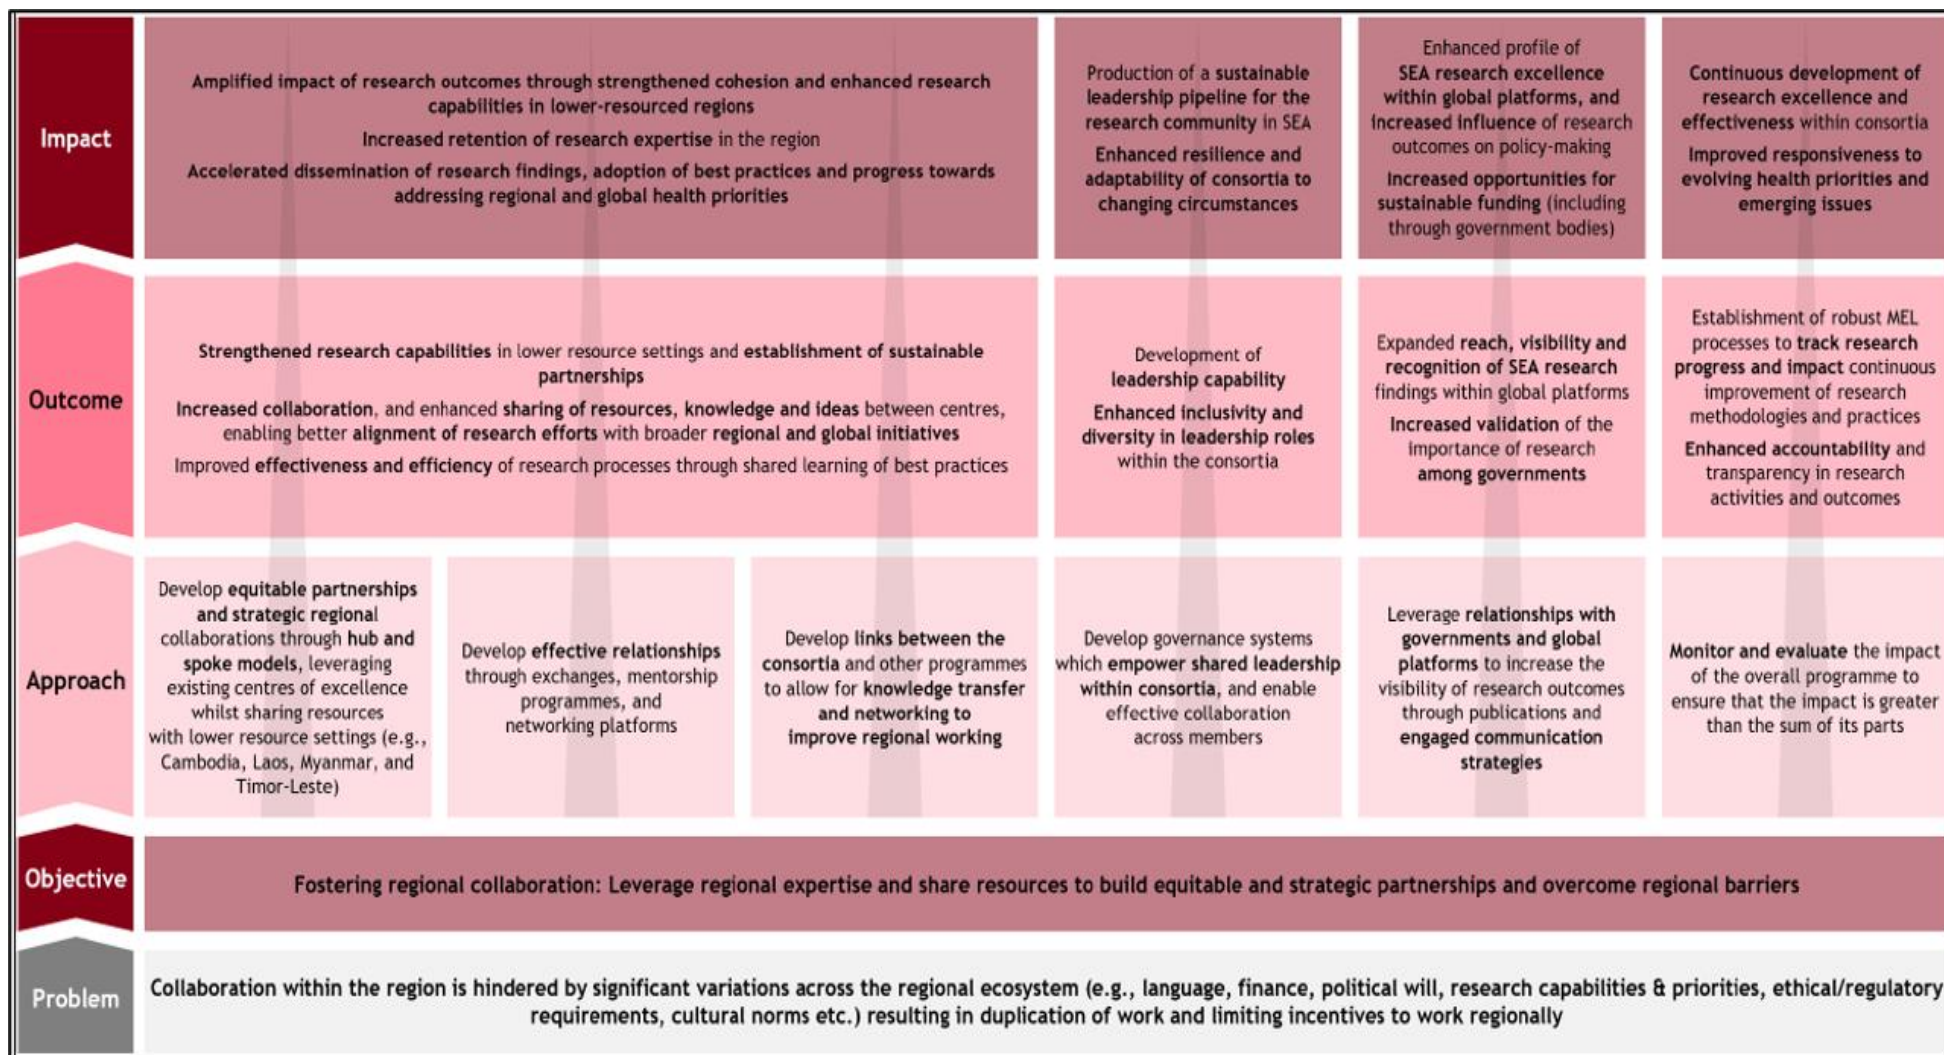 Impact
Amplified impact of research outcomes through strengthened cohesion and enhanced research
capabilities in lower-resourced regions
Increased retention of research expertise in the region
Accelerated dissemination of research findings, adoption of best practices and progress towards
addressing regional and global health priorities
Production of a sustainable
leadership pipeline for the
research community in SEA
Enhanced resilience and
adaptability of consortia to
changing circumstances
Enhanced profile of
SEA research excellence
within global platforms, and
increased influence of research
outcomes on policy-making
Increased opportunities for
sustainable funding (including
through government bodies)
Continuous development of
research excellence and
effectiveness within consortia
Improved responsiveness to
evolving health priorities and
emerging issues
Outcome
Strengthened research capabilities in lower resource settings and establishment of sustainable
partnerships
Increased collaboration, and enhanced sharing of resources, knowledge and ideas between centres,
enabling better alignment of research efforts with broader regional and global initiatives
Improved effectiveness and efficiency of research processes through shared learning of best practices
Development of
leadership capability
Enhanced inclusivity and
diversity in leadership roles
within the consortia
Expanded reach, visibility and
recognition of SEA research
findings within global platforms
Increased validation of the
importance of research
among governments
Establishment of robust MEL
processes to track research
progress and impact continuous
improvement of research
methodologies and practices
Enhanced accountability and
transparency in research
activities and outcomes
Approach
Develop equitable partnerships
and strategic regional
collaborations through hub and
spoke models, leveraging
existing centres of excellence
whilst sharing resources
with lower resource settings (e.g.,
Cambodia, Laos, Myanmar, and
Timor-Leste)
Develop effective relationships
through exchanges, mentorship
programmes, and
networking platforms
Develop links between the
consortia and other programmes
to allow for knowledge transfer
and networking to
improve regional working
Develop governance systems
which empower shared leadership
within consortia, and enable
effective collaboration
across members
Leverage relationships with
governments and global
platforms to increase the
visibility of research outcomes
through publications and
engaged communication
strategies
Monitor and evaluate the impact
of the overall programme to
ensure that the impact is greater
than the sum of its parts
Objective
Fostering regional collaboration: Leverage regional expertise and share resources to build equitable and strategic partnerships and overcome regional barriers
Problem
Collaboration within the region is hindered by significant variations across the regional ecosystem (e.g., language, finance, political will, research capabilities & priorities, ethical/regulatory
requirements, cultural norms etc.) resulting in duplication of work and limiting incentives to work regionally